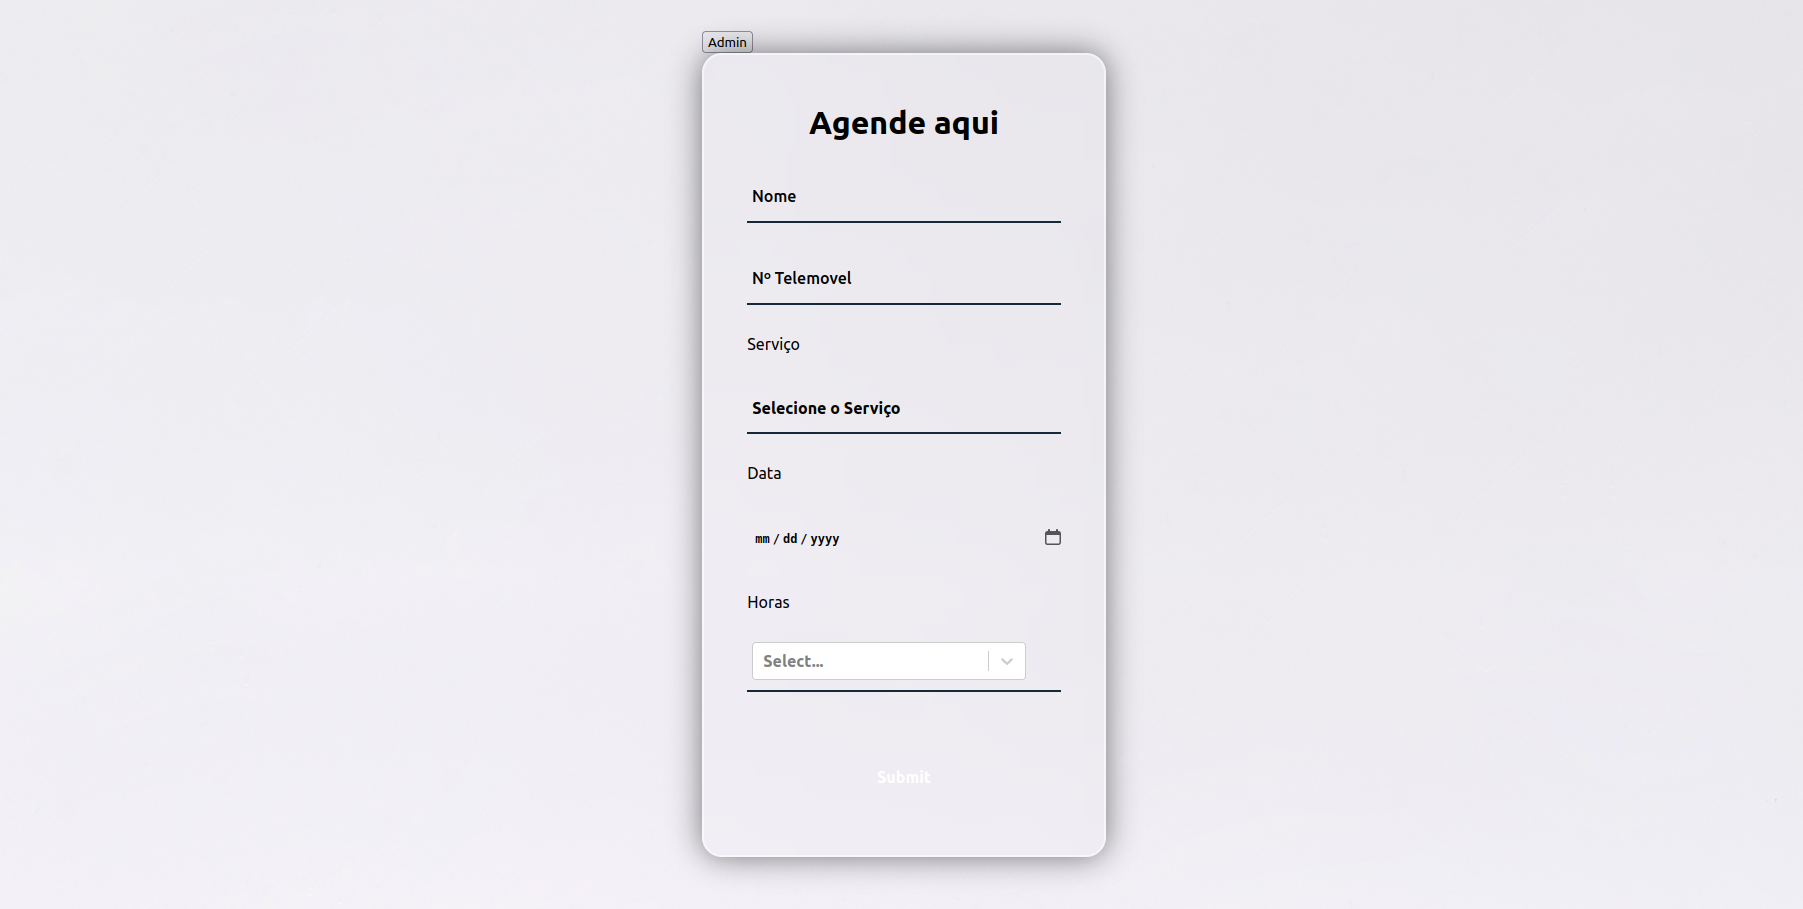 Admin
Agende aqui
Nome
Nº Telemovel
Serviço
Selecione o Serviço
Data
mm / dd / yyyy
Horas
Select...
Submit